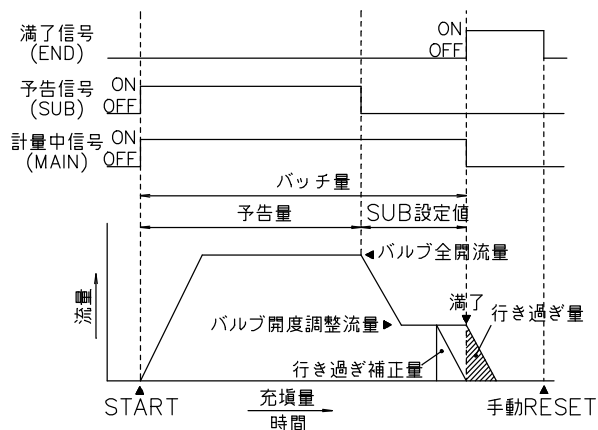 満了信号
(END)
ON
OFF
予告信号
(SUB)
ON
OFF
計量中信号
(MAIN)
ON
OFF
バッチ量
予告量
SUB設定値
バルブ全開流量
流量
バルブ開度調整流量
満了
行き過ぎ量
行き過ぎ補正量
START
充塡量
時間
手動RESET